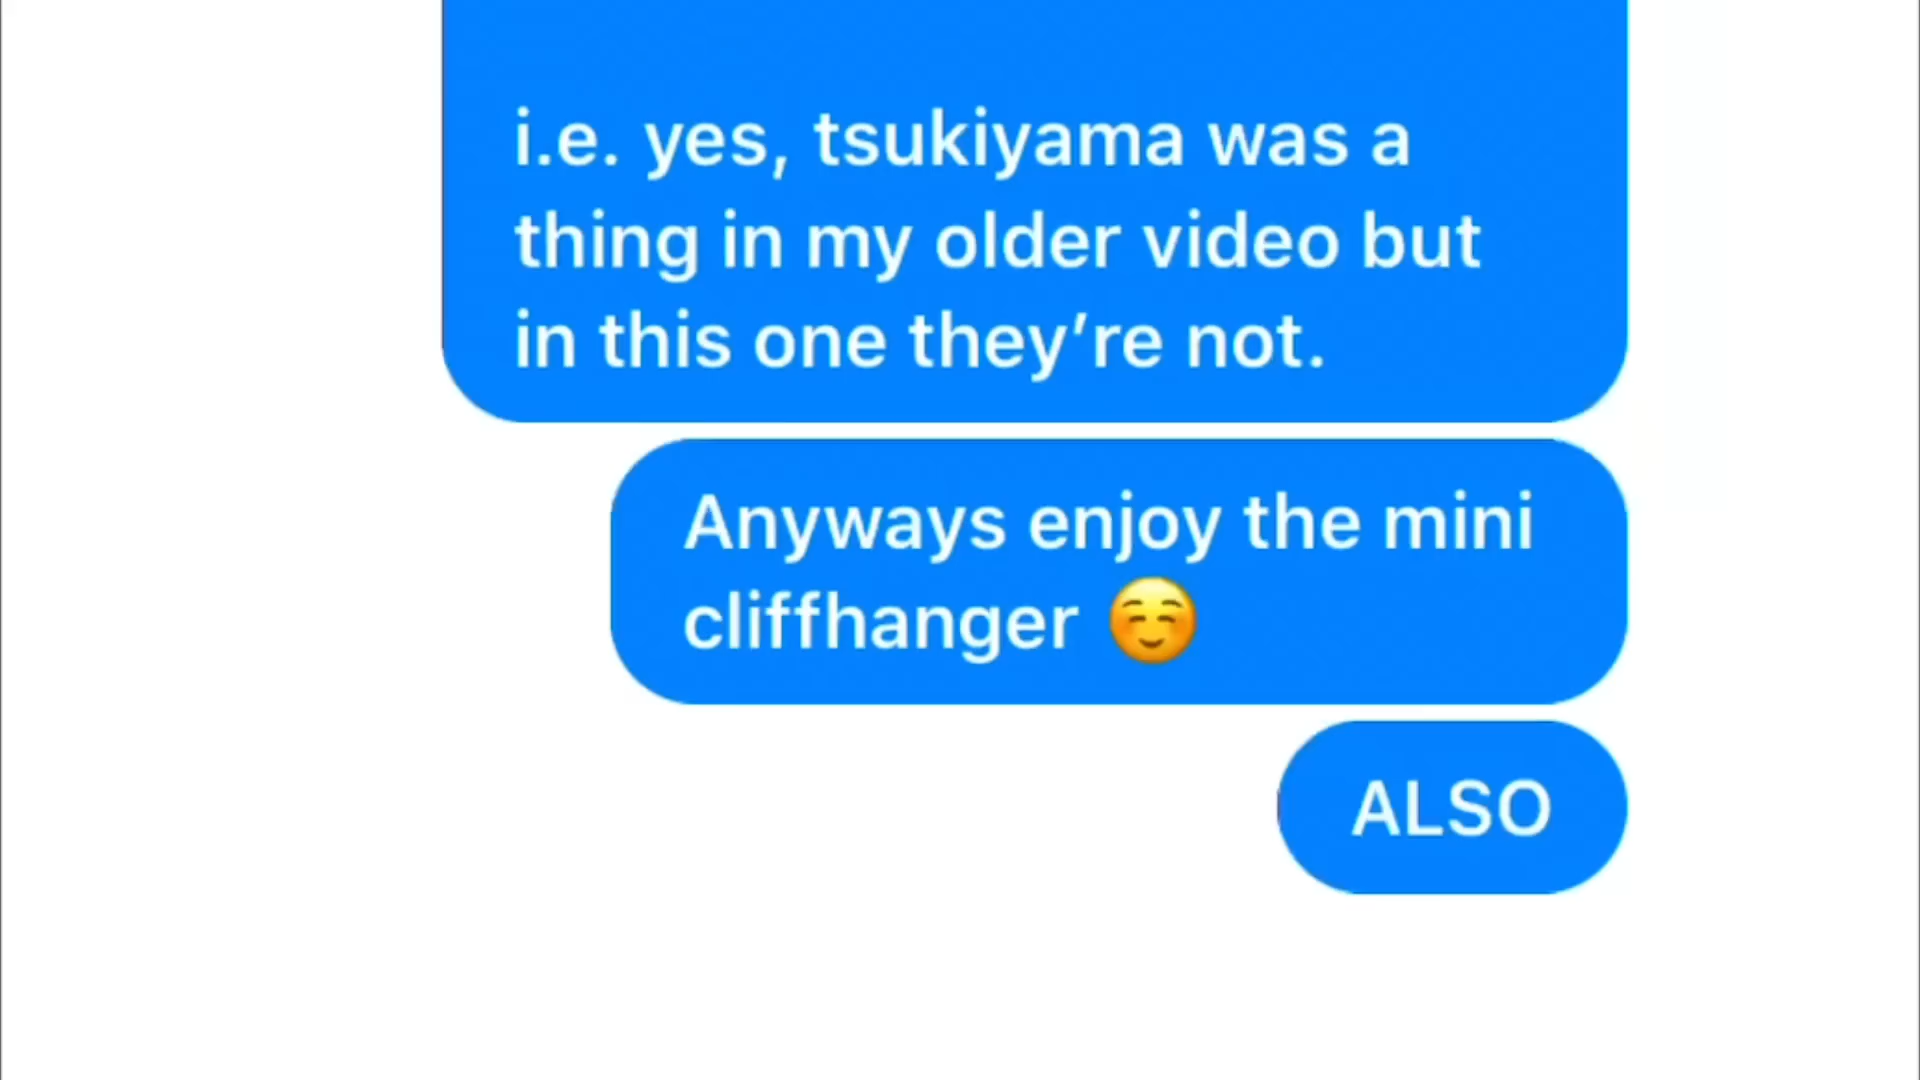 i.e. yes, tsukiyama was a
thing in my older video but
in this one they’re not.
Anyways enjoy the mini
cliffhanger ☺️
ALSO